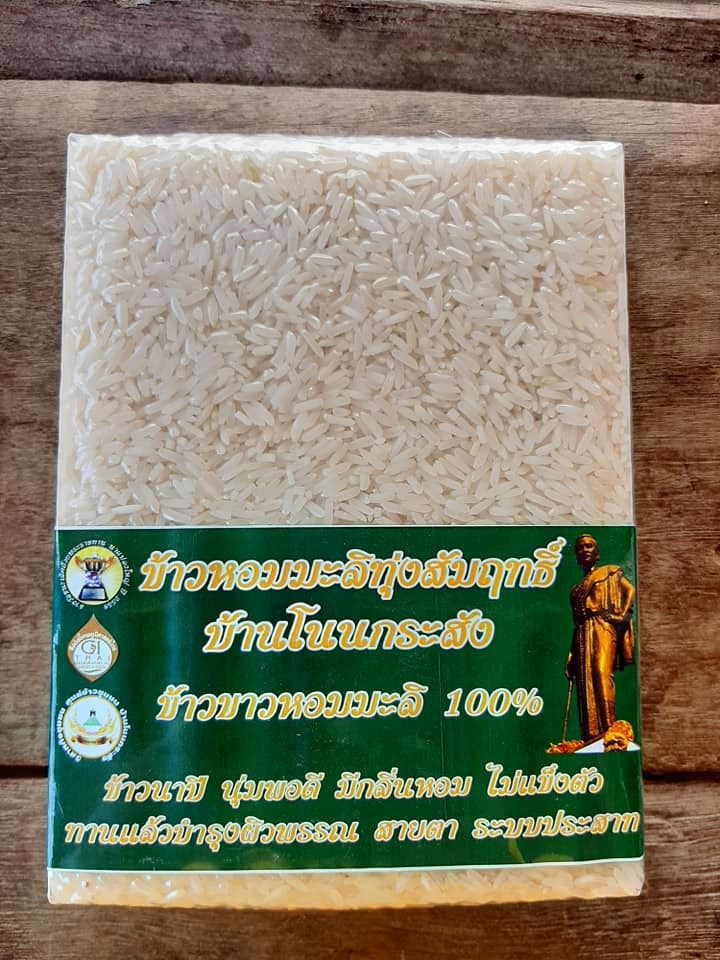 ข้าวหอมมะลิทุ่งสัมฤทธิ์
บ้านโนนกระสัง
ข้าวขาวหอมมะลิ 100%
ข้าวนาปี นุ่มพอดี มีกลิ่นหอม ไม่แข็งตัว
ทานแล้วบำรุงผิวพรรณ สายตา ระบบประสาท
GI
THAI